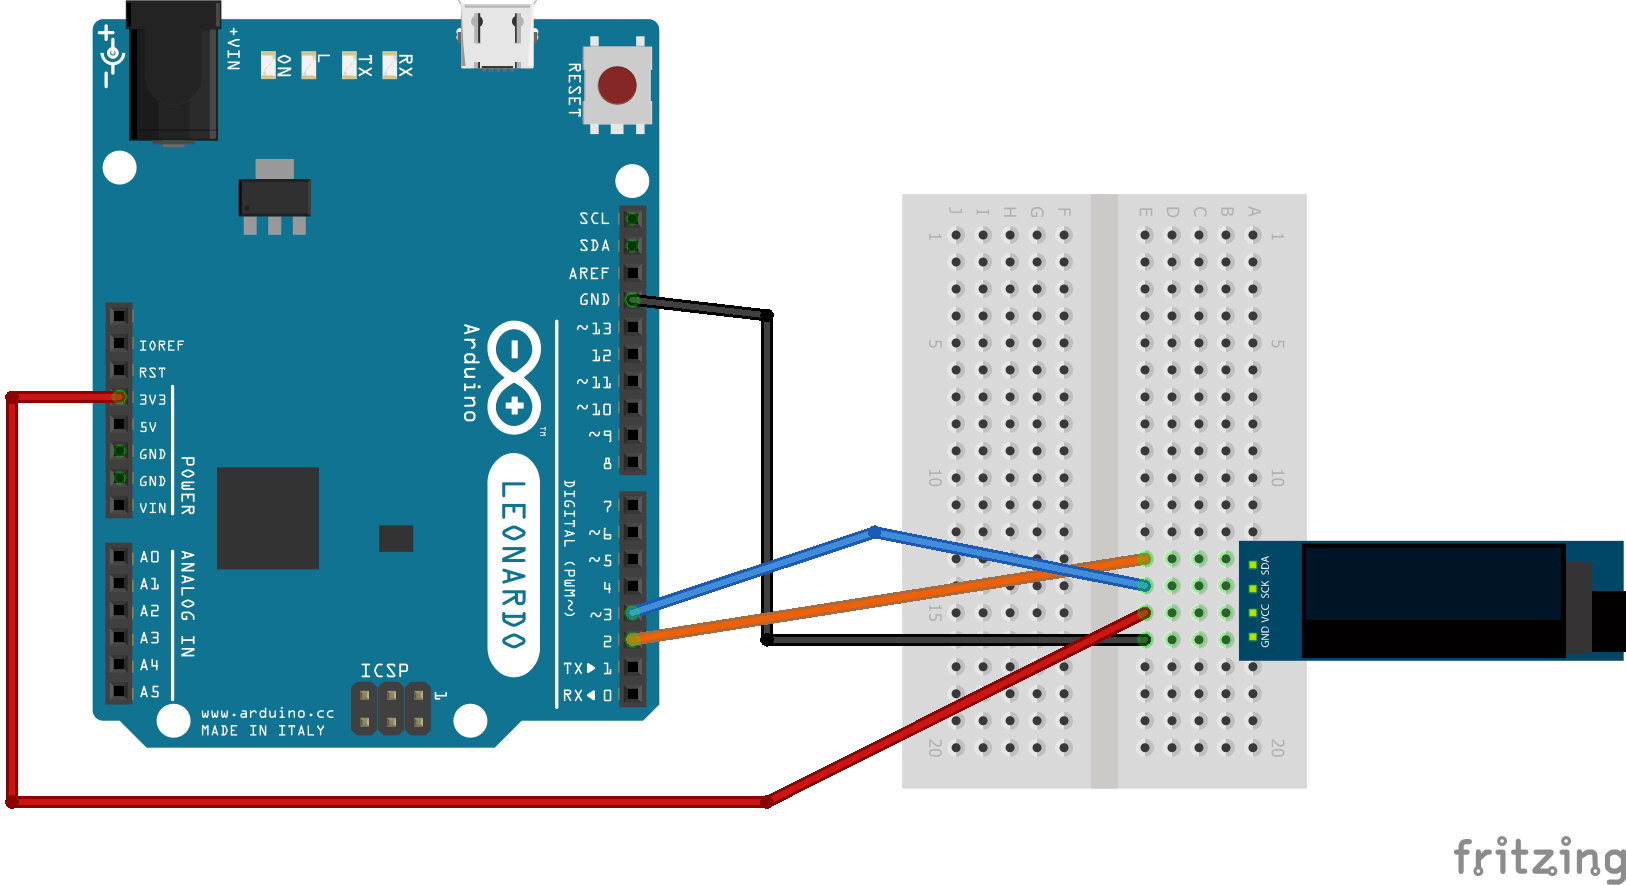 +VIN
ON
L
TX
RX
RESET
SCL
SDA
AREF
GND
~13
12
~11
~10
~9
8
7
~6
~5
4
~3
2
TX▶ 1
RX◀ 0
DIGITAL (PWM~)
Arduino
TM
LEONARDO
IOREF
RST
3V3
5V
GND
GND
VIN
POWER
A0
A1
A2
A3
A4
A5
ANALOG IN
ICSP
1
www.arduino.cc
MADE IN ITALY
J I H G F E D C B A
1 1
5 5
10 10
15
20 20
SDA
SCK
VCC
GND
fritzing